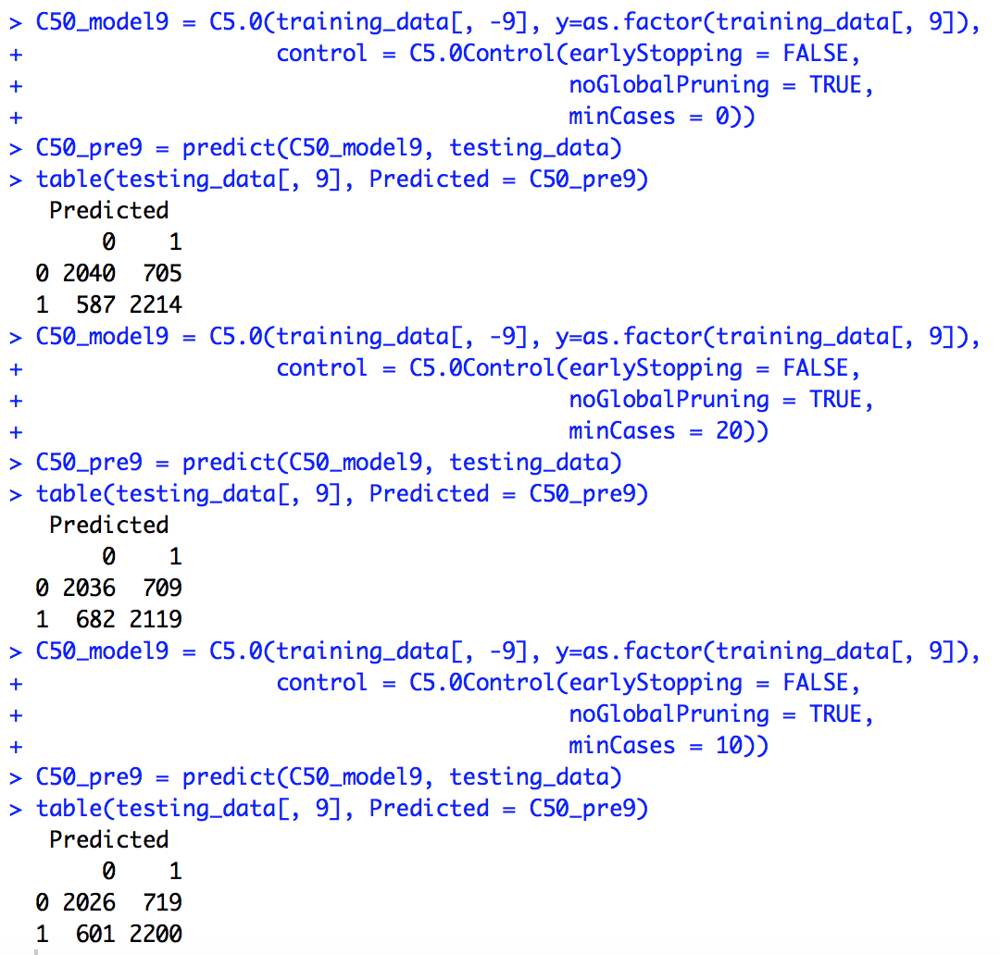 > C50_model9 = C5.0(training_data[, -9], y=as.factor(training_data[, 9]),
+                   control = C5.0Control(earlyStopping = FALSE,
+                                         noGlobalPruning = TRUE,
+                                         minCases = 0))
> C50_pre9 = predict(C50_model9, testing_data)
> table(testing_data[, 9], Predicted = C50_pre9)
   Predicted
       0    1
  0 2040  705
  1  587 2214
> C50_model9 = C5.0(training_data[, -9], y=as.factor(training_data[, 9]),
+                   control = C5.0Control(earlyStopping = FALSE,
+                                         noGlobalPruning = TRUE,
+                                         minCases = 20))
> C50_pre9 = predict(C50_model9, testing_data)
> table(testing_data[, 9], Predicted = C50_pre9)
   Predicted
       0    1
  0 2036  709
  1  682 2119
> C50_model9 = C5.0(training_data[, -9], y=as.factor(training_data[, 9]),
+                   control = C5.0Control(earlyStopping = FALSE,
+                                         noGlobalPruning = TRUE,
+                                         minCases = 10))
> C50_pre9 = predict(C50_model9, testing_data)
> table(testing_data[, 9], Predicted = C50_pre9)
   Predicted
       0    1
  0 2026  719
  1  601 2200